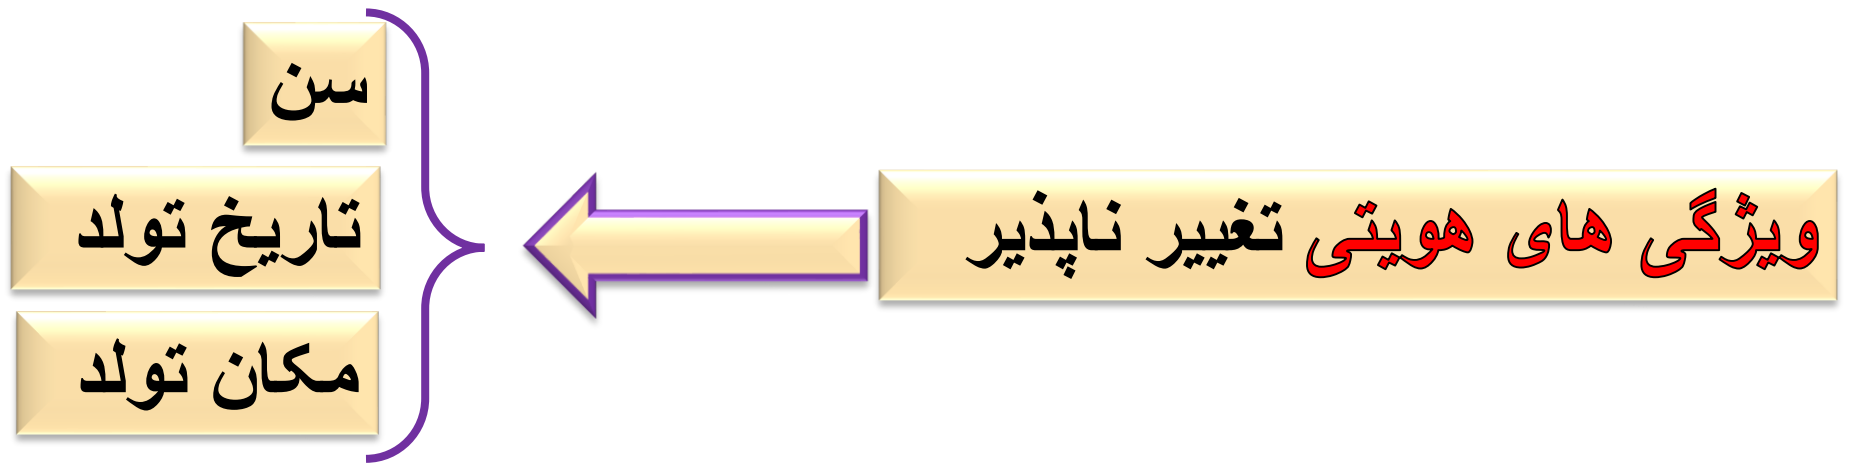 ویژگی های هویتی تغییر ناپذیر
سن
تاریخ تولد
مکان تولد